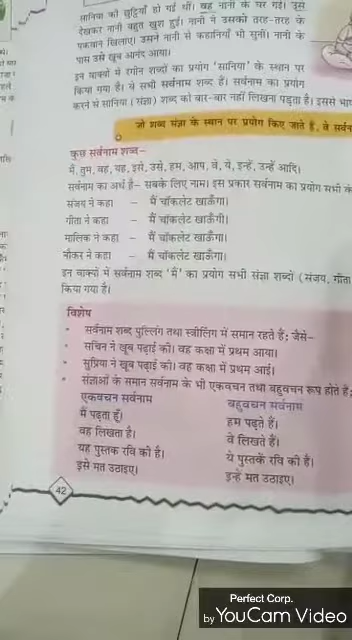 सानिया की छुट्टियाँ हो गई थीं। वह नानी के घर गई। उसे
देखकर नानी बहुत खुश हुईं। नानी ने उसको तरह-तरह के
पकवान खिलाए। उसने नानी से कहानियाँ भी सुनीं। नानी के
पास उसे खूब आनंद आया।
इन वाक्यों में रंगीन शब्दों का प्रयोग 'सानिया' के स्थान पर
किया गया है। ये सभी सर्वनाम शब्द हैं। सर्वनाम का प्रयोग
करने से सानिया (संज्ञा) शब्द को बार-बार नहीं लिखना पड़ता है। इससे
जो शब्द संज्ञा के स्थान पर प्रयोग किए जाते हैं, वे
कुछ सर्वनाम शब्द–
मैं, तुम, वह, यह, इसे, उसे, हम, आप, वे, ये, इन्हें, उन्हें आदि।
सर्वनाम का अर्थ है– सबके लिए नाम। इस प्रकार सर्वनाम का प्रयोग सभी
संजय ने कहा – मैं चॉकलेट खाऊँगा।
गीता ने कहा – मैं चॉकलेट खाऊँगी।
मालिक ने कहा – मैं चॉकलेट खाऊँगा।
नौकर ने कहा – मैं चॉकलेट खाऊँगा।
इन वाक्यों में सर्वनाम शब्द 'मैं' का प्रयोग सभी संज्ञा शब्दों (संजय, गीता
किया गया है।
विशेष
• सर्वनाम शब्द पुल्लिंग तथा स्त्रीलिंग में समान रहते हैं; जैसे–
• सचिन ने खूब पढ़ाई की। वह कक्षा में प्रथम आया।
• सुप्रिया ने खूब पढ़ाई की। वह कक्षा में प्रथम आई।
• संज्ञाओं के समान सर्वनाम के भी एकवचन तथा बहुवचन रूप होते हैं;
एकवचन सर्वनाम बहुवचन सर्वनाम
मैं पढ़ता हूँ। हम पढ़ते हैं।
वह लिखता है। वे लिखते हैं।
यह पुस्तक रवि की है। ये पुस्तकें रवि की हैं।
इसे मत उठाइए। इन्हें मत उठाइए।
42
Perfect Corp.
by YouCam Video